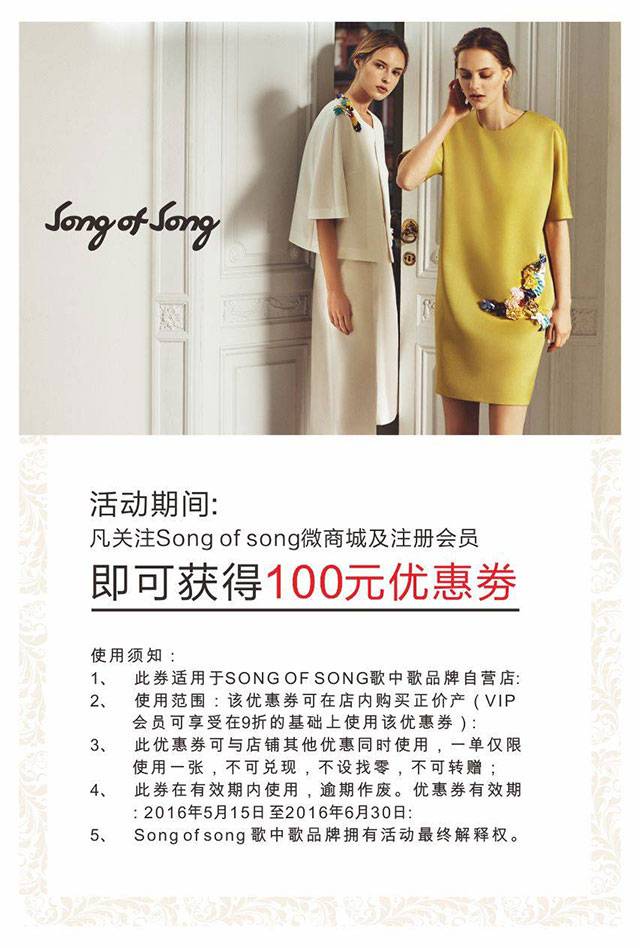 Song of Song
活动期间:
凡关注Song of song微商城及注册会员
即可获得100元优惠劵
使用须知：
1、 此券适用于SONG OF SONG歌中歌品牌自营店:
2、 使用范围：该优惠券可在店内购买正价产（VIP
会员可享受在9折的基础上使用该优惠券）:
3、 此优惠券可与店铺其他优惠同时使用，一单仅限
使用一张，不可兑现，不设找零，不可转赠；
4、 此券在有效期内使用，逾期作废。优惠券有效期
: 2016年5月15日至2016年6月30日:
5、 Song of song 歌中歌品牌拥有活动最终解释权。